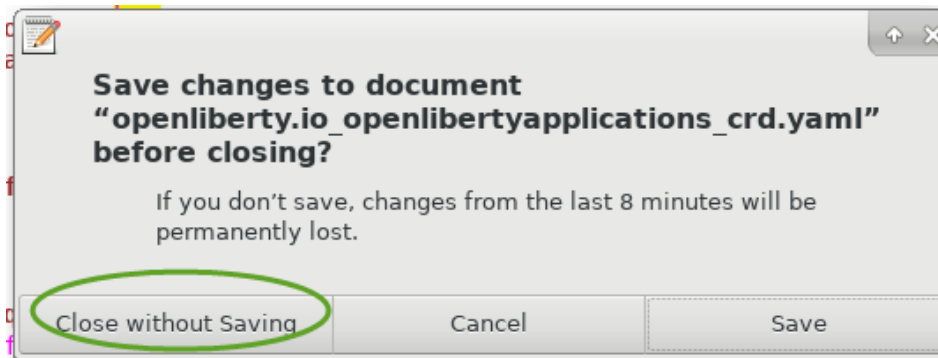 Save changes to document
“openliberty.io_openlibertyapplications_crd.yaml”
before closing?
If you don’t save, changes from the last 8 minutes will be
permanently lost.
Close without Saving
Cancel
Save